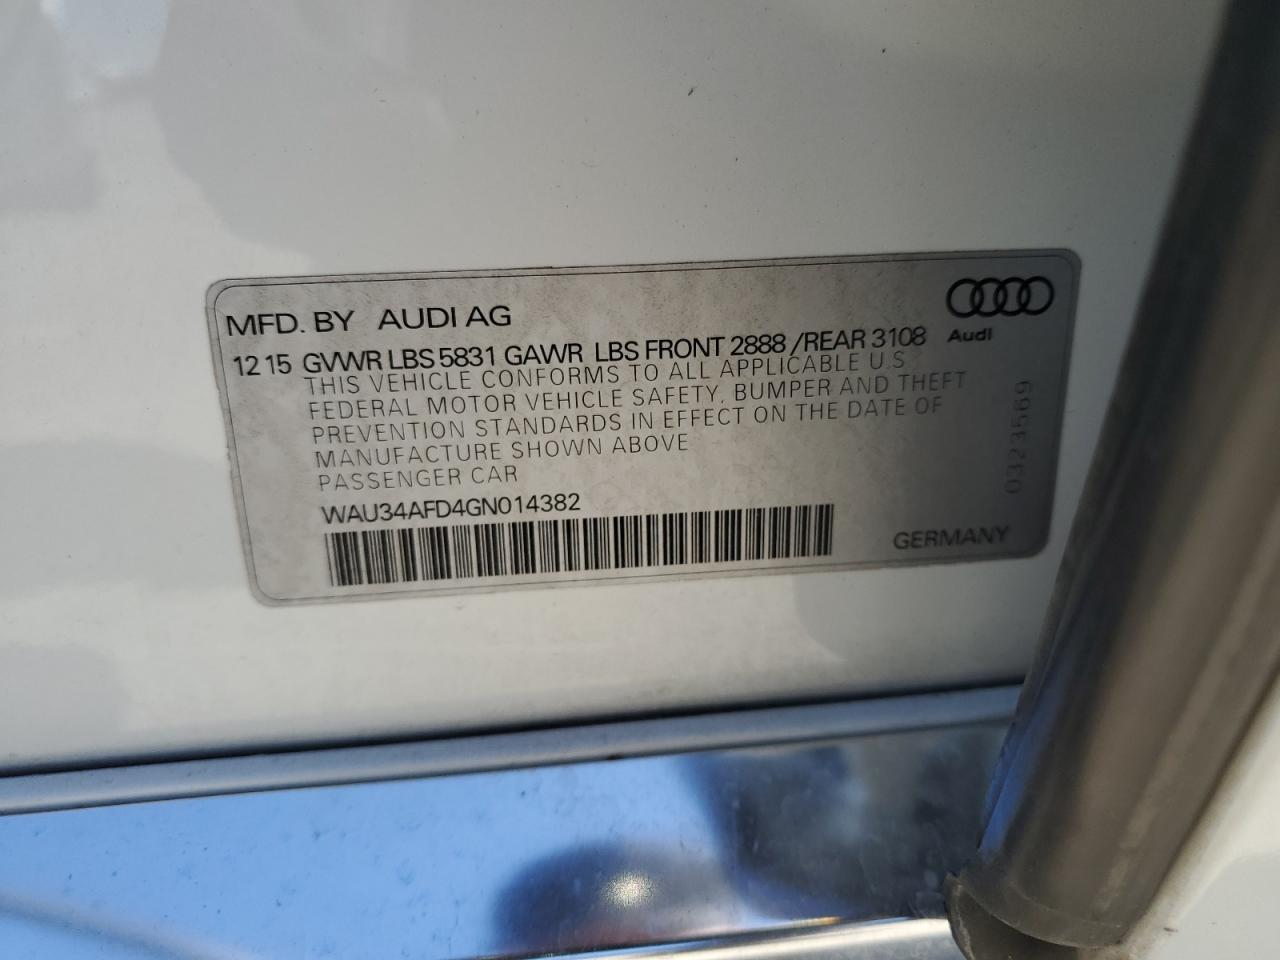 MFD. BY AUDI AG
Audi
12 15 GVWR LBS 5831 GAWR LBS FRONT 2888 /REAR 3108
THIS VEHICLE CONFORMS TO ALL APPLICABLE U.S
FEDERAL MOTOR VEHICLE SAFETY, BUMPER AND THEFT
PREVENTION STANDARDS IN EFFECT ON THE DATE OF
MANUFACTURE SHOWN ABOVE
PASSENGER CAR
WAU34AFD4GN014382
GERMANY
0323569